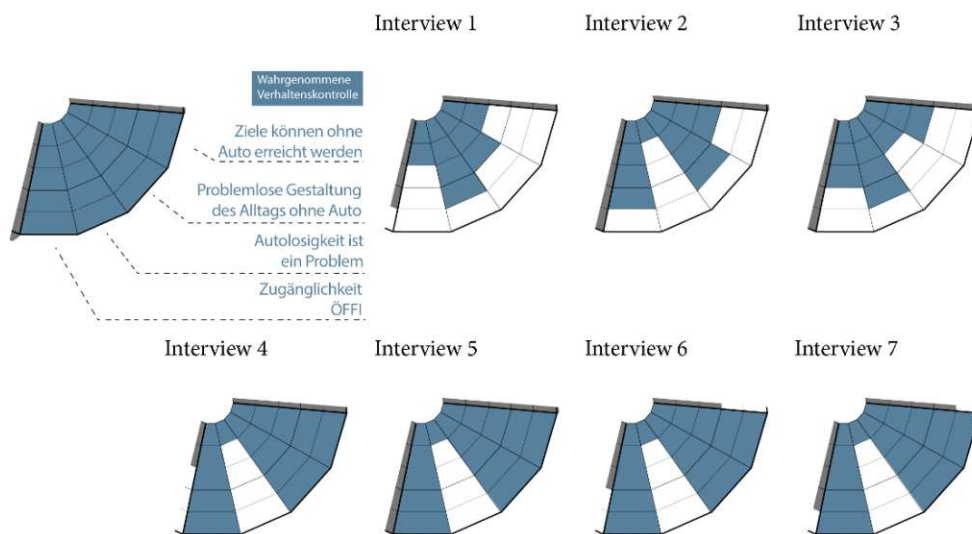 Interview 1
Interview 2
Interview 3
Wahrgenommene
Verhaltenskontrolle
Ziele können ohne
Auto erreicht werden
Problemlose Gestaltung
des Alltags ohne Auto
Autolosigkeit ist
ein Problem
Zugänglichkeit
ÖFFI
Interview 4
Interview 5
Interview 6
Interview 7